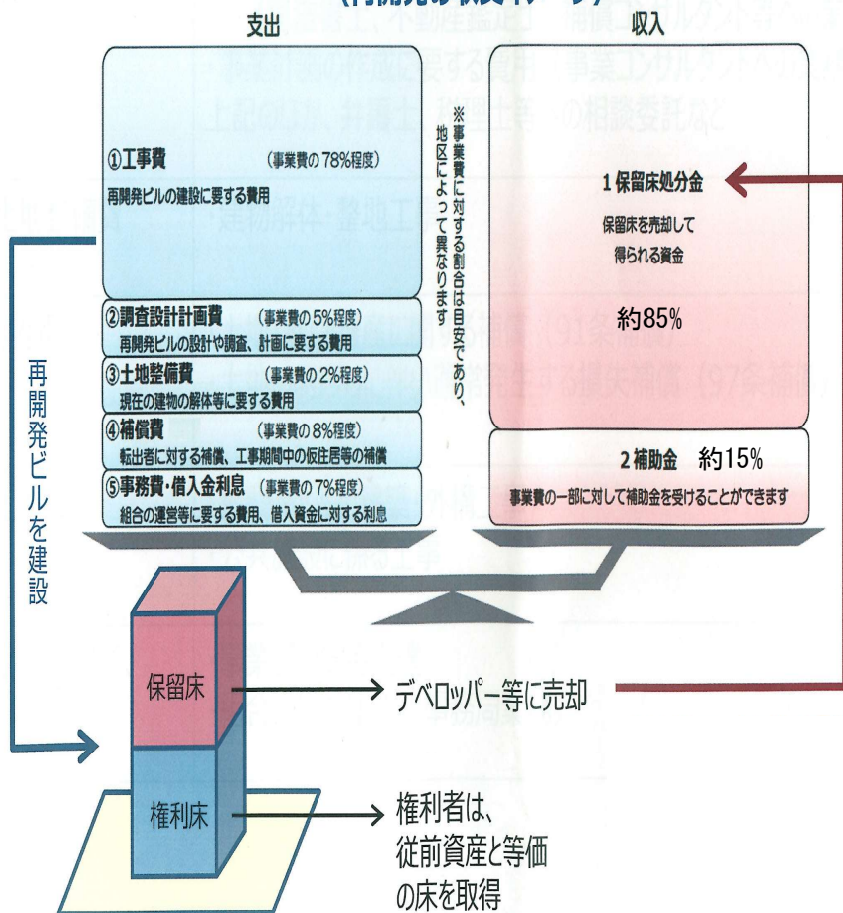 支出
収入
①工事費 (事業費の78%程度)
再開発ビルの建設に要する費用
②調査設計計画費 (事業費の5%程度)
再開発ビルの設計や調査、計画に要する費用
③土地整備費 (事業費の2%程度)
現在の建物の解体等に要する費用
④補償費 (事業費の8%程度)
転出者に対する補償、工事期間中の仮住居等の補償
⑤事務費・借入金利息 (事業費の7%程度)
組合の運営等に要する費用、借入資金に対する利息
※事業費に対する割合は目安であり、
地区によって異なります
1保留床処分金
保留床を売却して
得られる資金
約85%
2補助金 約15%
事業費の一部に対して補助金を受けることができます
再開発ビルを建設
保留床
デベロッパー等に売却
権利床
権利者は、
従前資産と等価
の床を取得